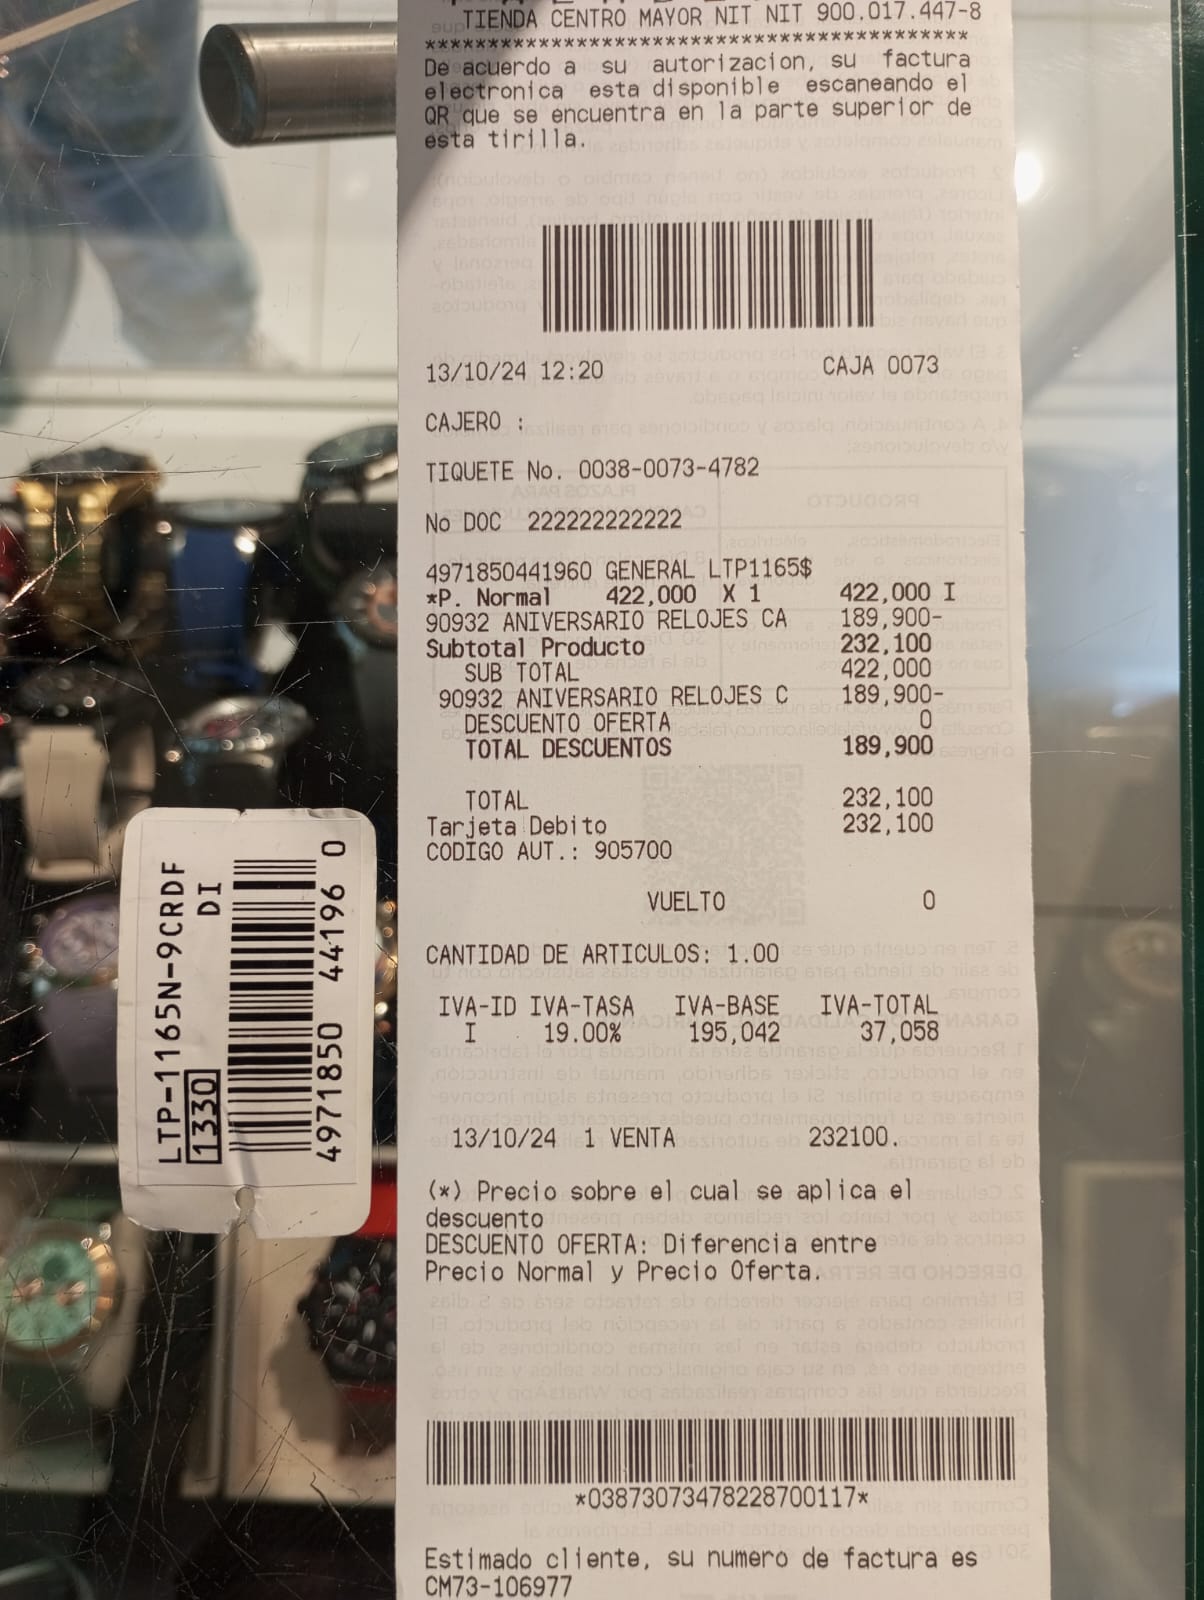 TIENDA CENTRO MAYOR NIT NIT 900.017.447-8
******************************************
De acuerdo a su autorizacion, su factura
electronica esta disponible escaneando el
QR que se encuentra en la parte superior de
esta tirilla.
13/10/24 12:20 CAJA 0073
CAJERO :
TIQUETE No. 0038-0073-4782
No DOC 222222222222
4971850441960 GENERAL LTP1165$
*P. Normal 422,000 X 1 422,000 I
90932 ANIVERSARIO RELOJES CA 189,900-
Subtotal Producto 232,100
SUB TOTAL 422,000
90932 ANIVERSARIO RELOJES C 189,900-
DESCUENTO OFERTA 0
TOTAL DESCUENTOS 189,900
TOTAL 232,100
Tarjeta Debito 232,100
CODIGO AUT.: 905700
VUELTO 0
CANTIDAD DE ARTICULOS: 1.00
IVA-ID IVA-TASA IVA-BASE IVA-TOTAL
I 19.00% 195,042 37,058
13/10/24 1 VENTA 232100.
(*) Precio sobre el cual se aplica el
descuento
DESCUENTO OFERTA: Diferencia entre
Precio Normal y Precio Oferta.
*03873073478228700117*
Estimado cliente, su numero de factura es
CM73-106977
LTP-1165N-9CRDF
DI
1330
4971850 44196 0